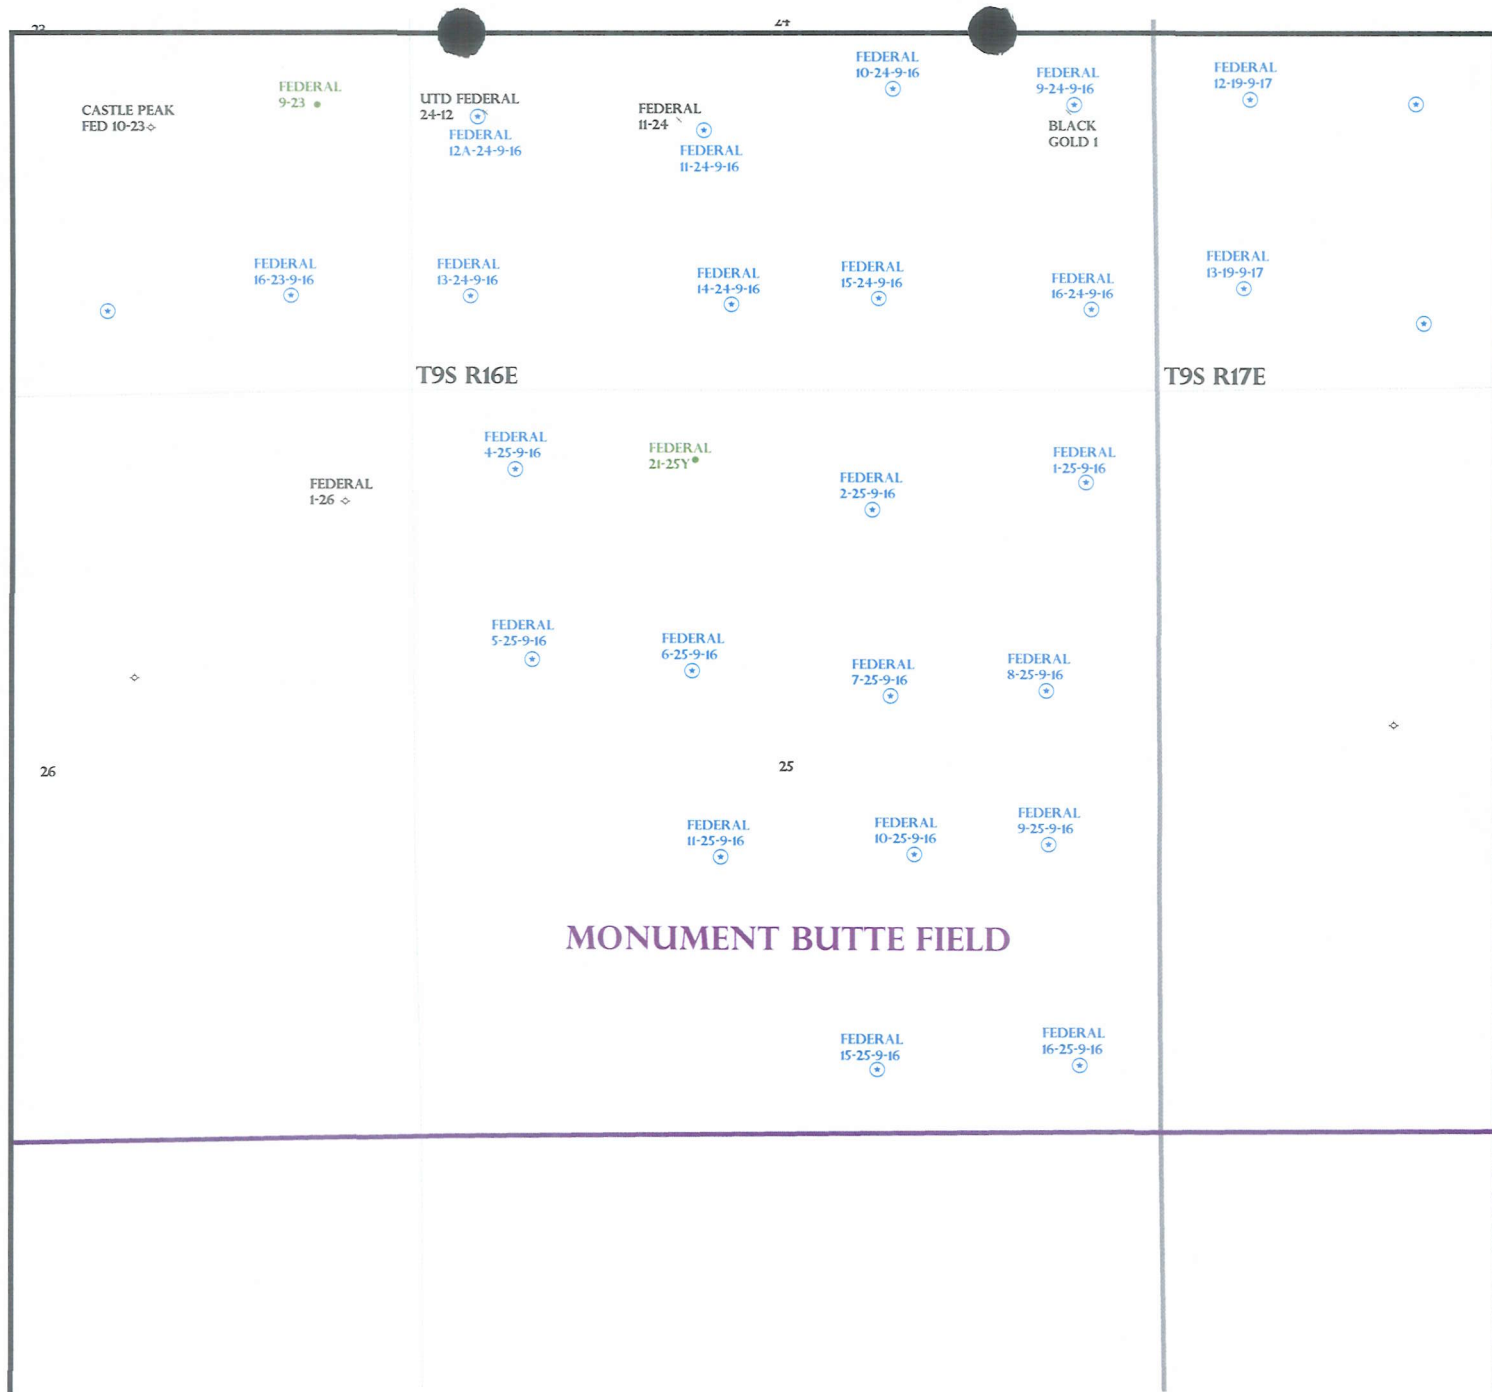 23
24
FEDERAL
10-24-9-16
FEDERAL
9-24-9-16
BLACK
GOLD 1
FEDERAL
12-19-9-17
FEDERAL
9-23
CASTLE PEAK
FED 10-23
UTD FEDERAL
24-12
FEDERAL
12A-24-9-16
FEDERAL
11-24
FEDERAL
11-24-9-16
FEDERAL
16-23-9-16
FEDERAL
13-24-9-16
FEDERAL
14-24-9-16
FEDERAL
15-24-9-16
FEDERAL
16-24-9-16
FEDERAL
13-19-9-17
T9S R16E
T9S R17E
FEDERAL
4-25-9-16
FEDERAL
21-25Y
FEDERAL
2-25-9-16
FEDERAL
1-25-9-16
FEDERAL
1-26
FEDERAL
5-25-9-16
FEDERAL
6-25-9-16
FEDERAL
7-25-9-16
FEDERAL
8-25-9-16
26
25
FEDERAL
11-25-9-16
FEDERAL
10-25-9-16
FEDERAL
9-25-9-16
MONUMENT BUTTE FIELD
FEDERAL
15-25-9-16
FEDERAL
16-25-9-16